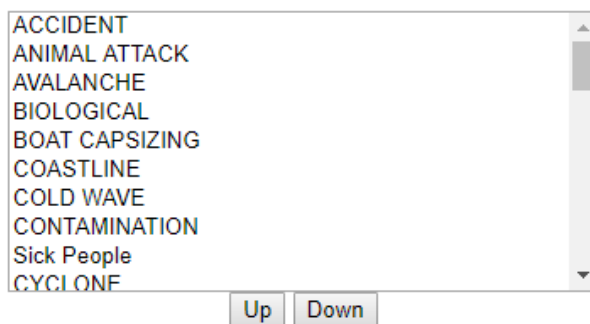 ACCIDENT
ANIMAL ATTACK
AVALANCHE
BIOLOGICAL
BOAT CAPSIZING
COASTLINE
COLD WAVE
CONTAMINATION
Sick People
CYCLONE
Up Down